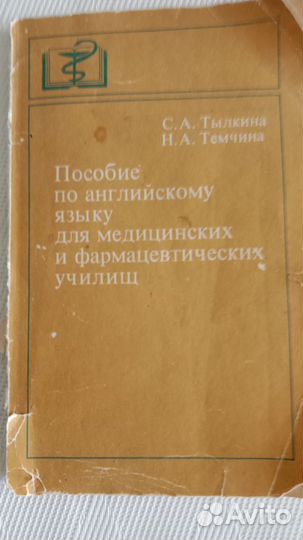 С. А. Тылкина
Н. А. Темчина
Пособие
по английскому
языку
для медицинских
и фармацевтических
училищ
Avito